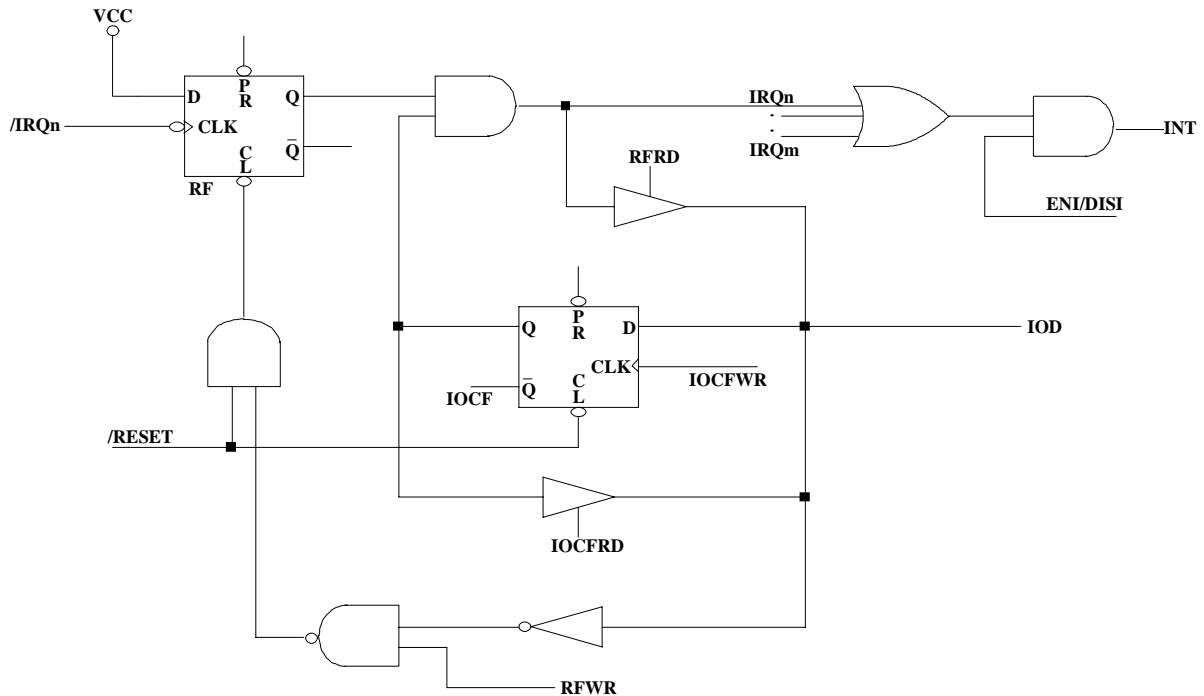 VCC
P
R
D
Q
/IRQn
CLK
C
L
Q̅
RF
IRQn
IRQm
INT
RFRD
ENI/DISI
P
R
Q
D
IOD
CLK
IOCFWR
Q̅
C
L
IOCF
/RESET
IOCFRD
RFWR